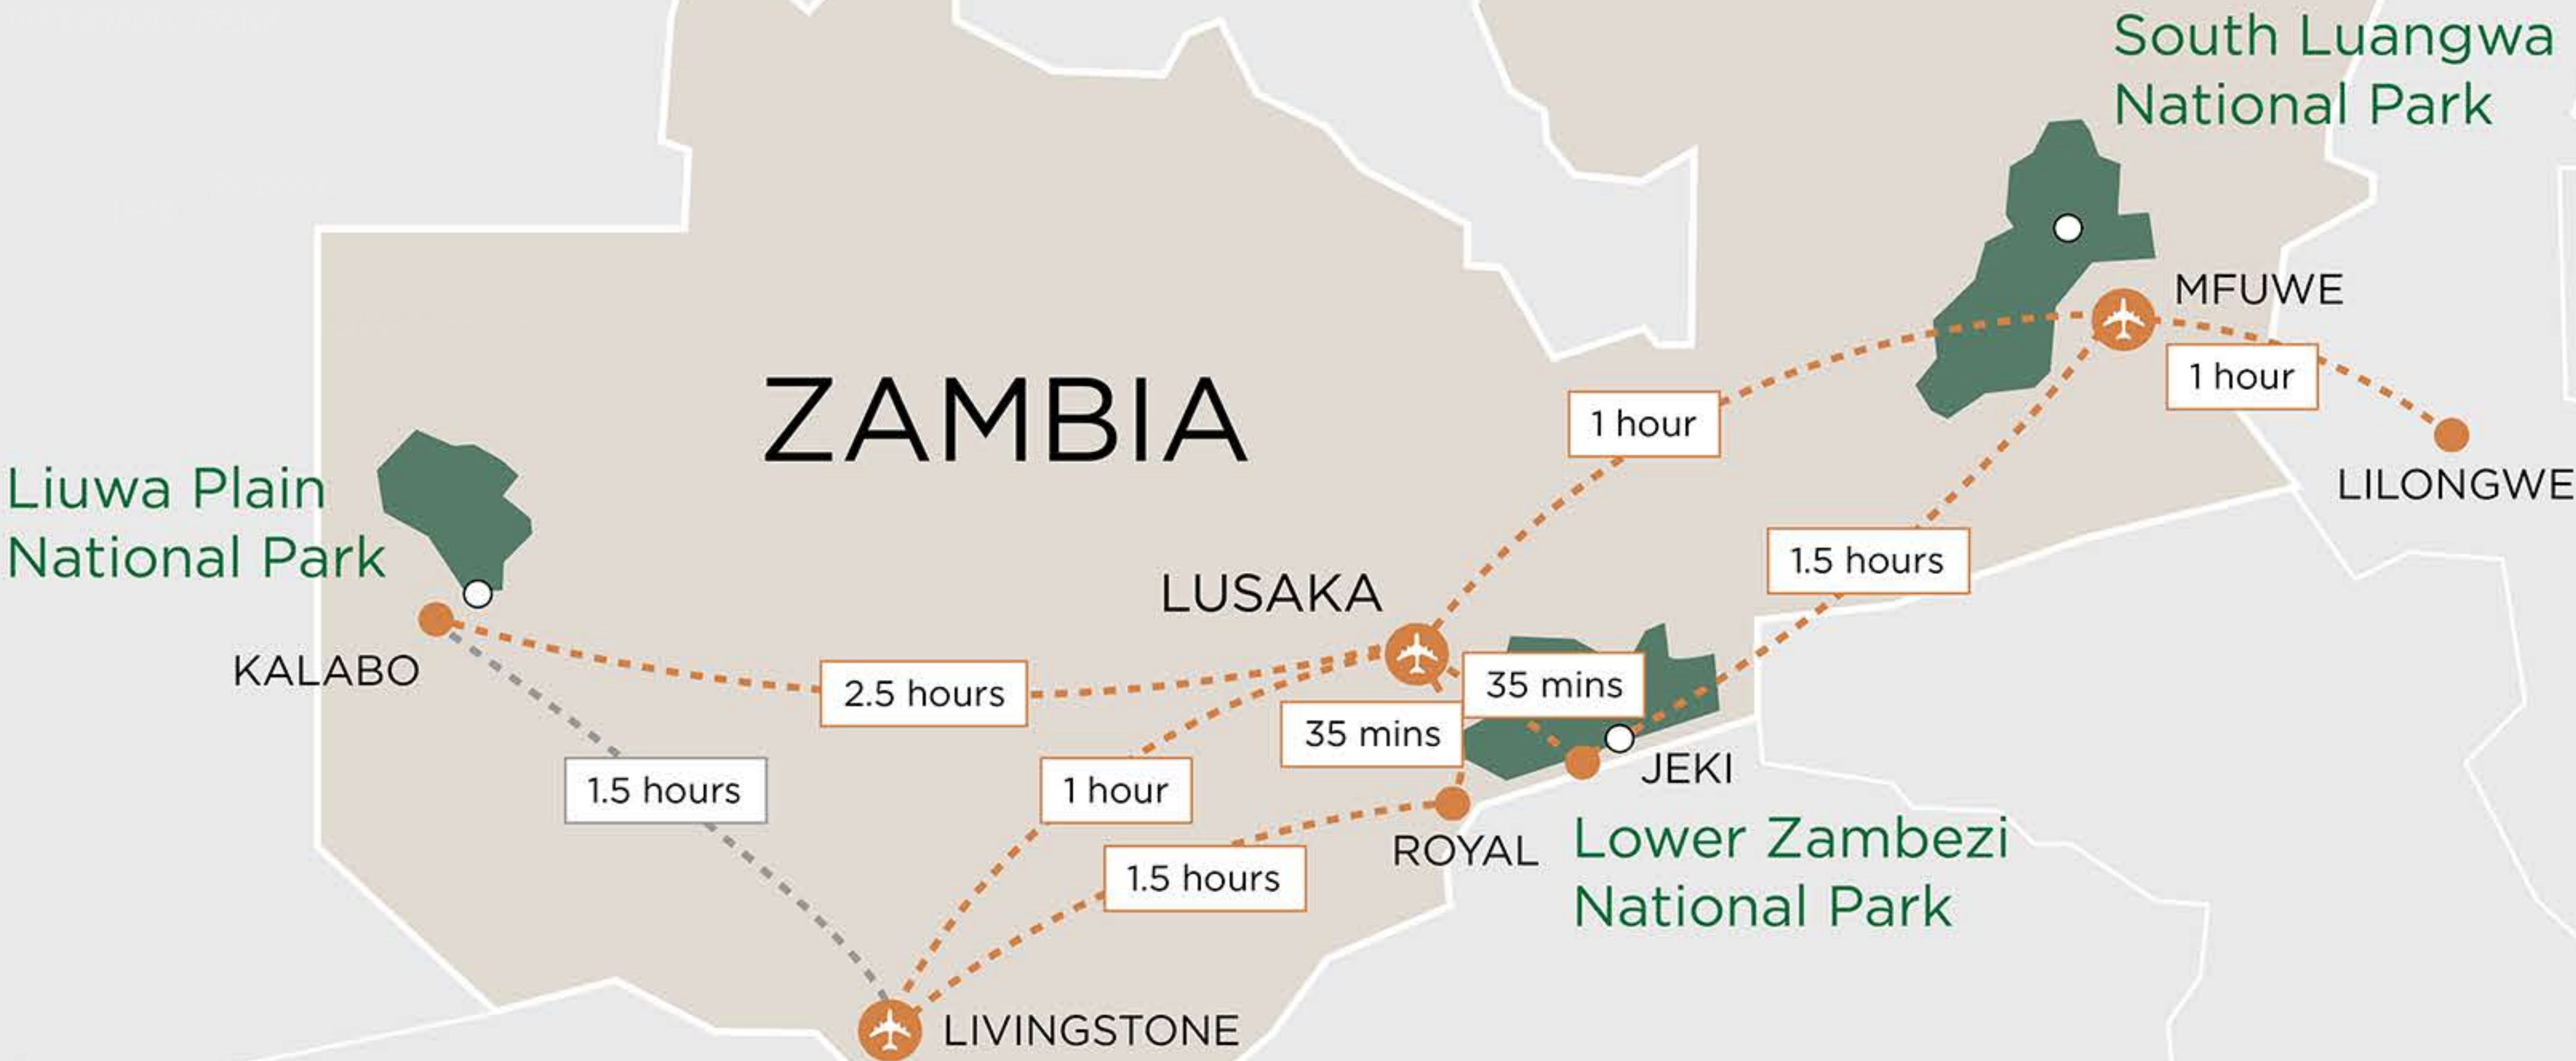 South Luangwa
National Park
MFUWE
1 hour
LILONGWE
ZAMBIA
1 hour
Liuwa Plain
National Park
KALABO
LUSAKA
1.5 hours
2.5 hours
35 mins
35 mins
1.5 hours
1 hour
JEKI
ROYAL
Lower Zambezi
National Park
1.5 hours
LIVINGSTONE